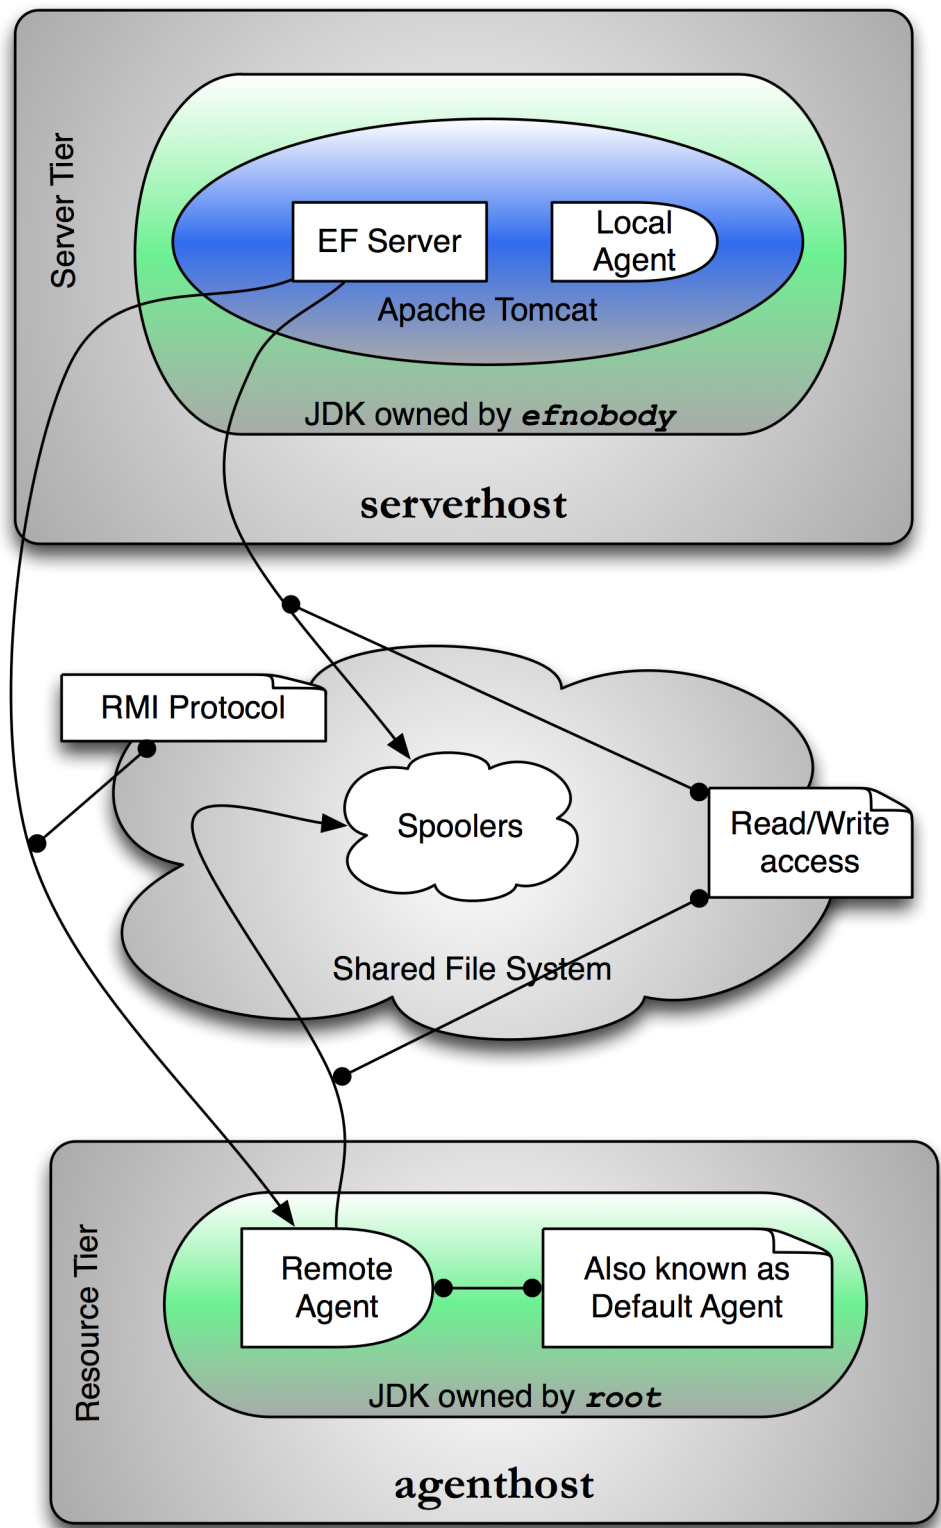 Server Tier
EF Server
Local
Agent
Apache Tomcat
JDK owned by efnobody
serverhost
RMI Protocol
Spoolers
Read/Write
access
Shared File System
Resource Tier
Remote
Agent
Also known as
Default Agent
JDK owned by root
agenthost